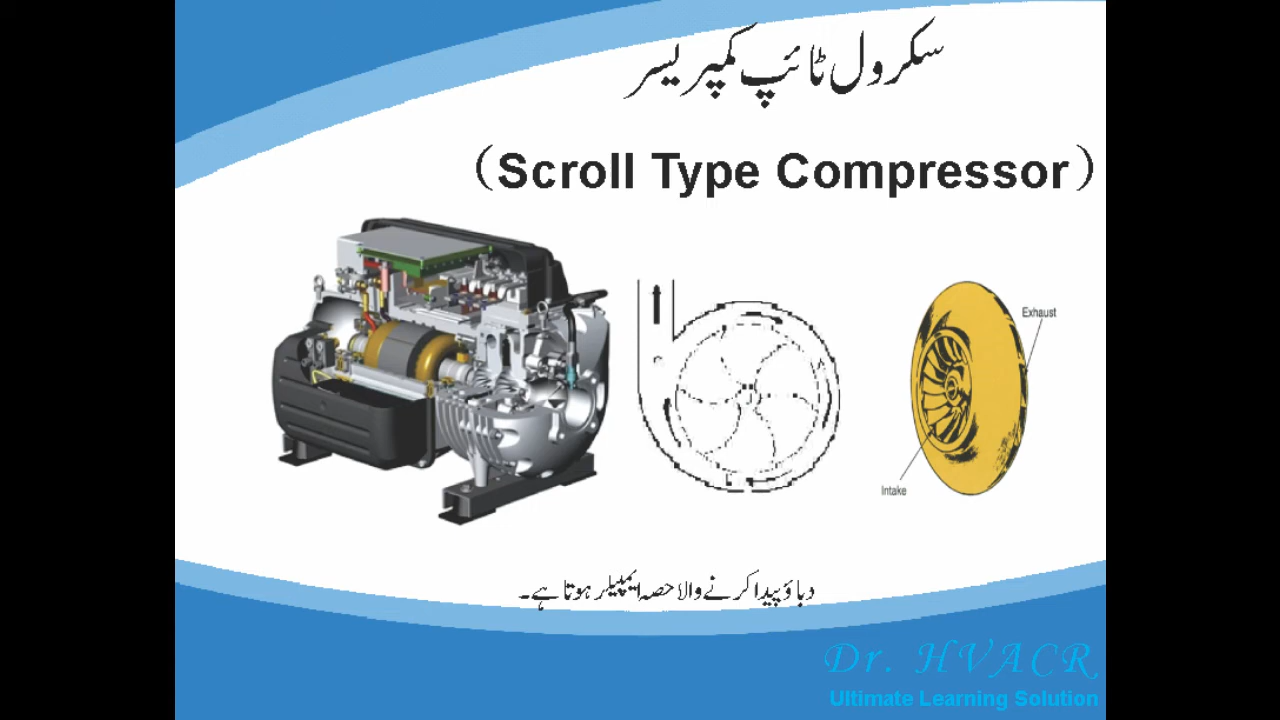 سکرول ٹائپ کمپریسر
(Scroll Type Compressor)
Exhaust
Intake
دباؤ پیدا کرنے والا حصہ ایمپیلر ہوتا ہے۔
Dr. HVACR
Ultimate Learning Solution